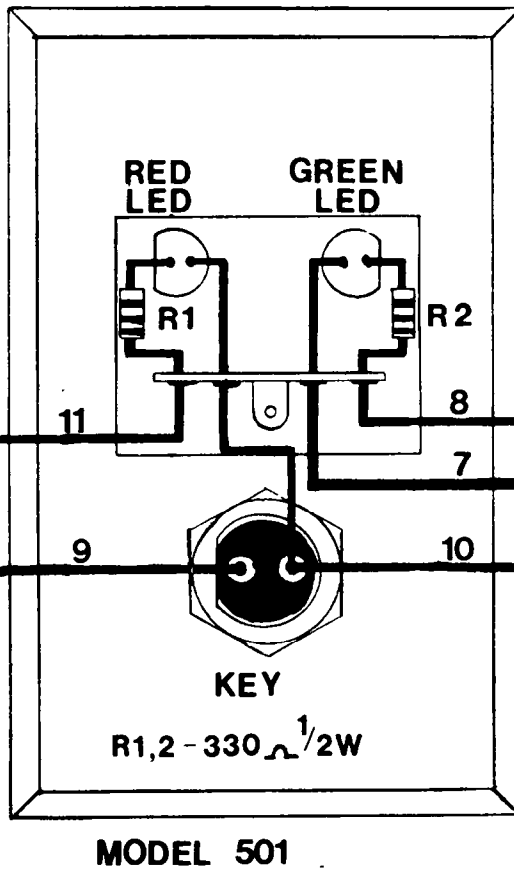 RED
LED
GREEN
LED
R1
R2
11
8
7
9
10
KEY
R1,2-330Ω 1/2W
MODEL 501